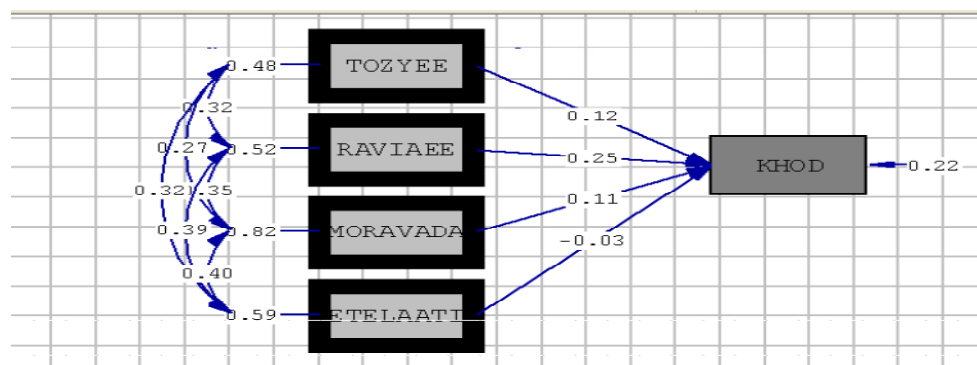 0.48 TOZYEE
0.32
0.12
0.27 0.52 RAVIAEE 0.25 KHOD 0.22
0.32 0.35
0.11
0.39 0.82 MORAVADA
-0.03
0.40
0.59 ETELAATI